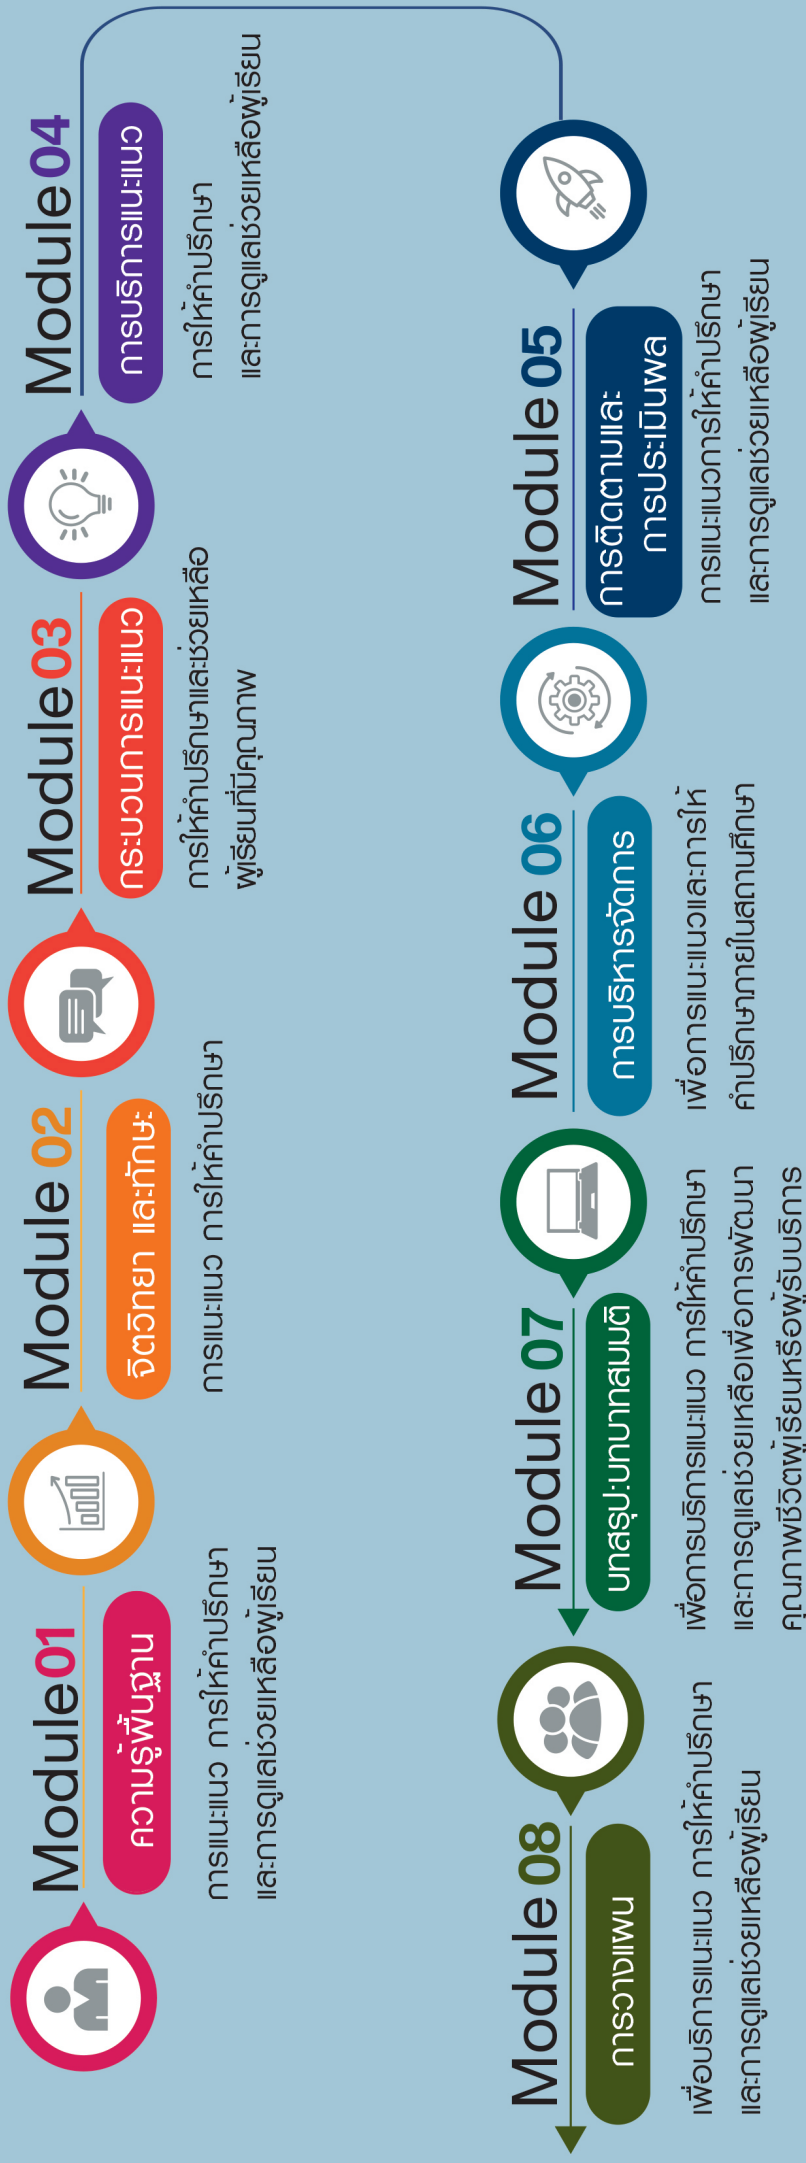 Module 01
ความรู้พื้นฐาน
การแนะแนว การให้คำปรึกษา
และการดูแลช่วยเหลือผู้เรียน
Module 02
จิตวิทยา และทักษะ
การแนะแนว การให้คำปรึกษา
Module 03
กระบวนการแนะแนว
การให้คำปรึกษาและช่วยเหลือ
ผู้เรียนที่มีคุณภาพ
Module 04
การบริการแนะแนว
การให้คำปรึกษา
และการดูแลช่วยเหลือผู้เรียน
Module 05
การติดตามและ
การประเมินผล
การแนะแนวการให้คำปรึกษา
และการดูแลช่วยเหลือผู้เรียน
Module 06
การบริหารจัดการ
เพื่อการแนะแนวและการให้
คำปรึกษาภายในสถานศึกษา
Module 07
บทสรุปะบทบาทสมมติ
เพื่อการบริการแนะแนว การให้คำปรึกษา
และการดูแลช่วยเหลือเพื่อการพัฒนา
คุณภาพชีวิตผู้เรียนหรือผู้รับบริการ
Module 08
การวางแผน
เพื่อบริการแนะแนว การให้คำปรึกษา
และการดูแลช่วยเหลือผู้เรียน